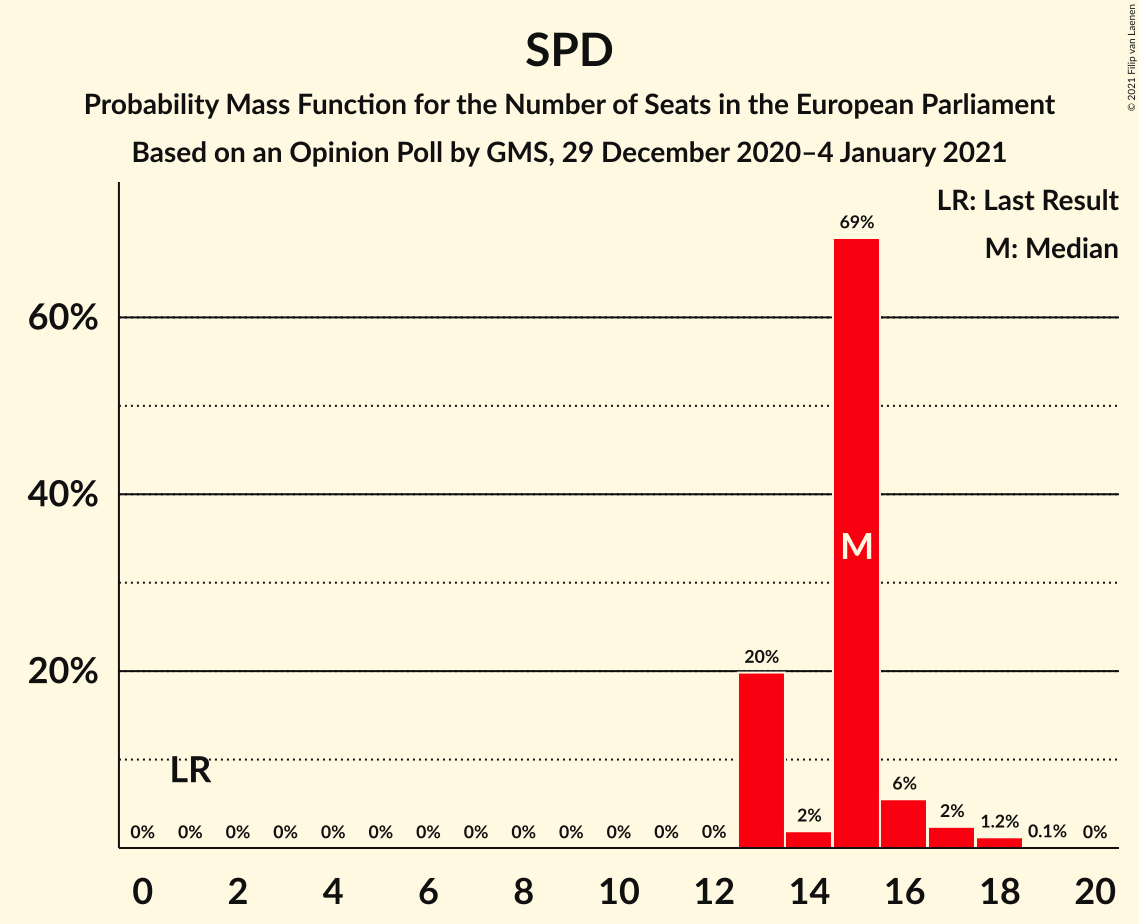 SPD
Probability Mass Function for the Number of Seats in the European Parliament
Based on an Opinion Poll by GMS, 29 December 2020–4 January 2021
© 2021 Filip van Laenen
LR: Last Result
M: Median
69%
60%
40%
M
20%
20%
LR
0% 0% 0% 0% 0% 0% 0% 0% 0% 0% 0% 0% 0% 2% 6% 2% 1.2% 0.1% 0%
0 2 4 6 8 10 12 14 16 18 20